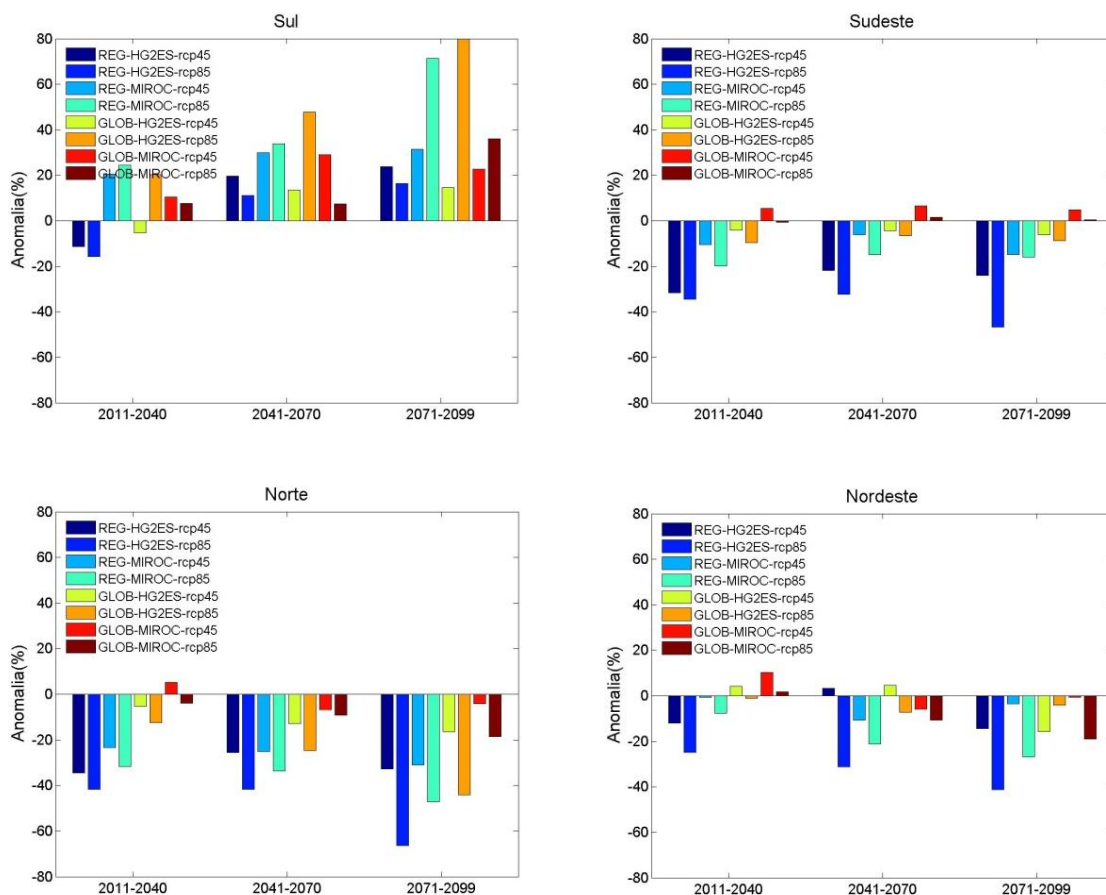 Sul
80
60
40
20
0
-20
-40
-60
-80
Anomalia(%)
REG-HG2ES-rcp45
REG-HG2ES-rcp85
REG-MIROC-rcp45
REG-MIROC-rcp85
GLOB-HG2ES-rcp45
GLOB-HG2ES-rcp85
GLOB-MIROC-rcp45
GLOB-MIROC-rcp85
2011-2040 2041-2070 2071-2099
Sudeste
80
60
40
20
0
-20
-40
-60
-80
Anomalia(%)
REG-HG2ES-rcp45
REG-HG2ES-rcp85
REG-MIROC-rcp45
REG-MIROC-rcp85
GLOB-HG2ES-rcp45
GLOB-HG2ES-rcp85
GLOB-MIROC-rcp45
GLOB-MIROC-rcp85
2011-2040 2041-2070 2071-2099
Norte
80
60
40
20
0
-20
-40
-60
-80
Anomalia(%)
REG-HG2ES-rcp45
REG-HG2ES-rcp85
REG-MIROC-rcp45
REG-MIROC-rcp85
GLOB-HG2ES-rcp45
GLOB-HG2ES-rcp85
GLOB-MIROC-rcp45
GLOB-MIROC-rcp85
2011-2040 2041-2070 2071-2099
Nordeste
80
60
40
20
0
-20
-40
-60
-80
Anomalia(%)
REG-HG2ES-rcp45
REG-HG2ES-rcp85
REG-MIROC-rcp45
REG-MIROC-rcp85
GLOB-HG2ES-rcp45
GLOB-HG2ES-rcp85
GLOB-MIROC-rcp45
GLOB-MIROC-rcp85
2011-2040 2041-2070 2071-2099